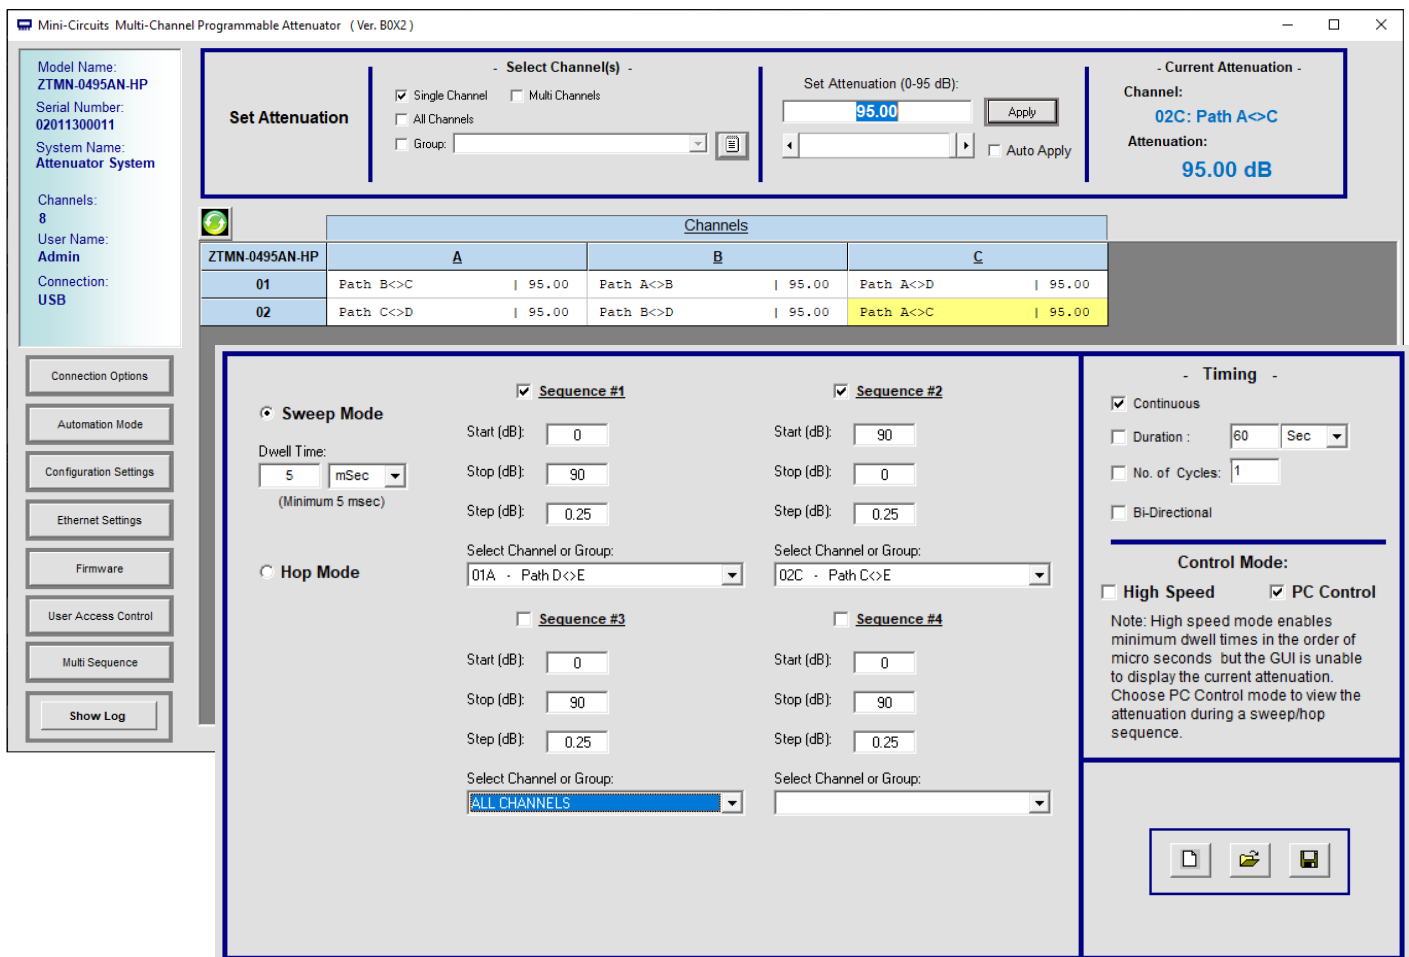 Mini-Circuits Multi-Channel Programmable Attenuator ( Ver. B0X2 )
Model Name:
ZTMN-0495AN-HP
Serial Number:
02011300011
System Name:
Attenuator System
Channels:
8
User Name:
Admin
Connection:
USB
Set Attenuation
- Select Channel(s) -
Single Channel
Multi Channels
All Channels
Group:
Set Attenuation (0-95 dB):
95.00
Apply
Auto Apply
- Current Attenuation -
Channel:
02C: Path A<>C
Attenuation:
95.00 dB
Channels
ZTMN-0495AN-HP A B C
01 Path B<>C | 95.00 Path A<>B | 95.00 Path A<>D | 95.00
02 Path C<>D | 95.00 Path B<>D | 95.00 Path A<>C | 95.00
Connection Options
Automation Mode
Configuration Settings
Ethernet Settings
Firmware
User Access Control
Multi Sequence
Show Log
Sweep Mode
Dwell Time:
5 mSec
(Minimum 5 msec)
Hop Mode
Sequence #1
Start (dB): 0
Stop (dB): 90
Step (dB): 0.25
Select Channel or Group:
01A - Path D<>E
Sequence #2
Start (dB): 90
Stop (dB): 0
Step (dB): 0.25
Select Channel or Group:
02C - Path C<>E
Sequence #3
Start (dB): 0
Stop (dB): 90
Step (dB): 0.25
Select Channel or Group:
ALL CHANNELS
Sequence #4
Start (dB): 0
Stop (dB): 90
Step (dB): 0.25
Select Channel or Group:
- Timing -
Continuous
Duration : 60 Sec
No. of Cycles: 1
Bi-Directional
Control Mode:
High Speed
PC Control
Note: High speed mode enables
minimum dwell times in the order of
micro seconds but the GUI is unable
to display the current attenuation.
Choose PC Control mode to view the
attenuation during a sweep/hop
sequence.